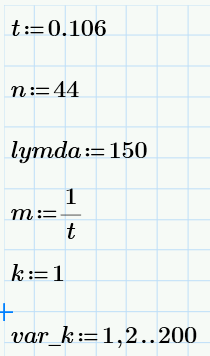 t:=0.106
n:=44
lymda:=150
m:=1/t
k:=1
var_k:=1,2..200